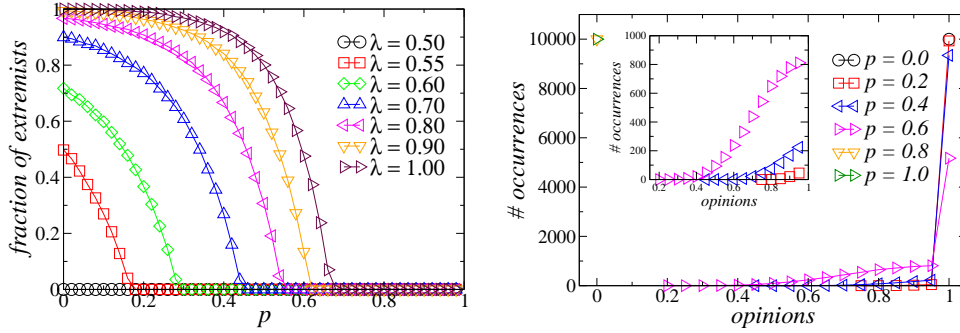 fraction of extremists
1
0.8
0.6
0.4
0.2
0
0 0.2 0.4 0.6 0.8 1
p
λ = 0.50
λ = 0.55
λ = 0.60
λ = 0.70
λ = 0.80
λ = 0.90
λ = 1.00
# occurrences
10000
8000
6000
4000
2000
0
0 0.2 0.4 0.6 0.8 1
opinions
# occurrences
1000
800
600
400
200
0
0.2 0.4 0.6 0.8 1
opinions
p = 0.0
p = 0.2
p = 0.4
p = 0.6
p = 0.8
p = 1.0